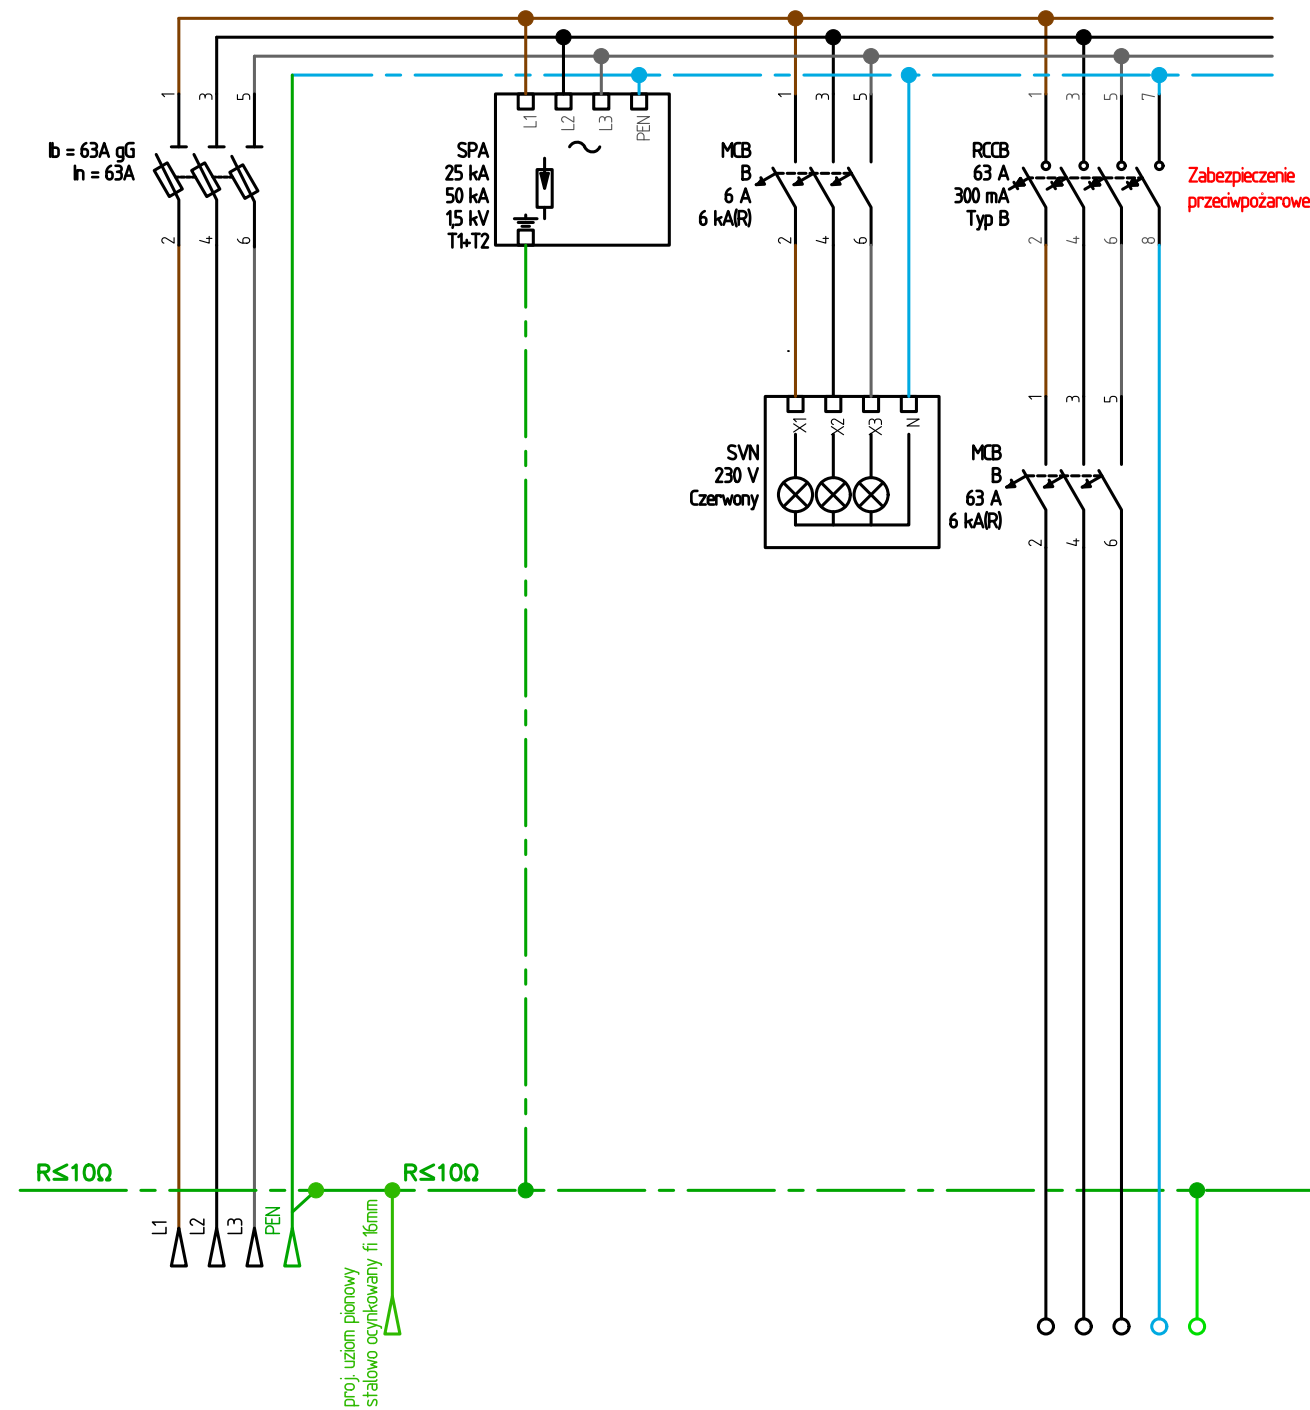 1
3
5
Ib = 63A gG
In = 63A
2
4
6
L1
L2
L3
PEN
SPA
25 kA
50 kA
1,5 kV
T1+T2
1
3
5
MCB
B
6 A
6 kA(R)
2
4
6
X1
X2
X3
N
SVN
230 V
Czerwony
1
3
5
7
RCCB
63 A
300 mA
Typ B
2
4
6
8
Zabezpieczenie
przeciwpożarowe
1
3
5
MCB
B
63 A
6 kA(R)
2
4
6
R≤10Ω
R≤10Ω
L1
L2
L3
PEN
proj. uziom pionowy
stalowo ocynkowany fi 16mm